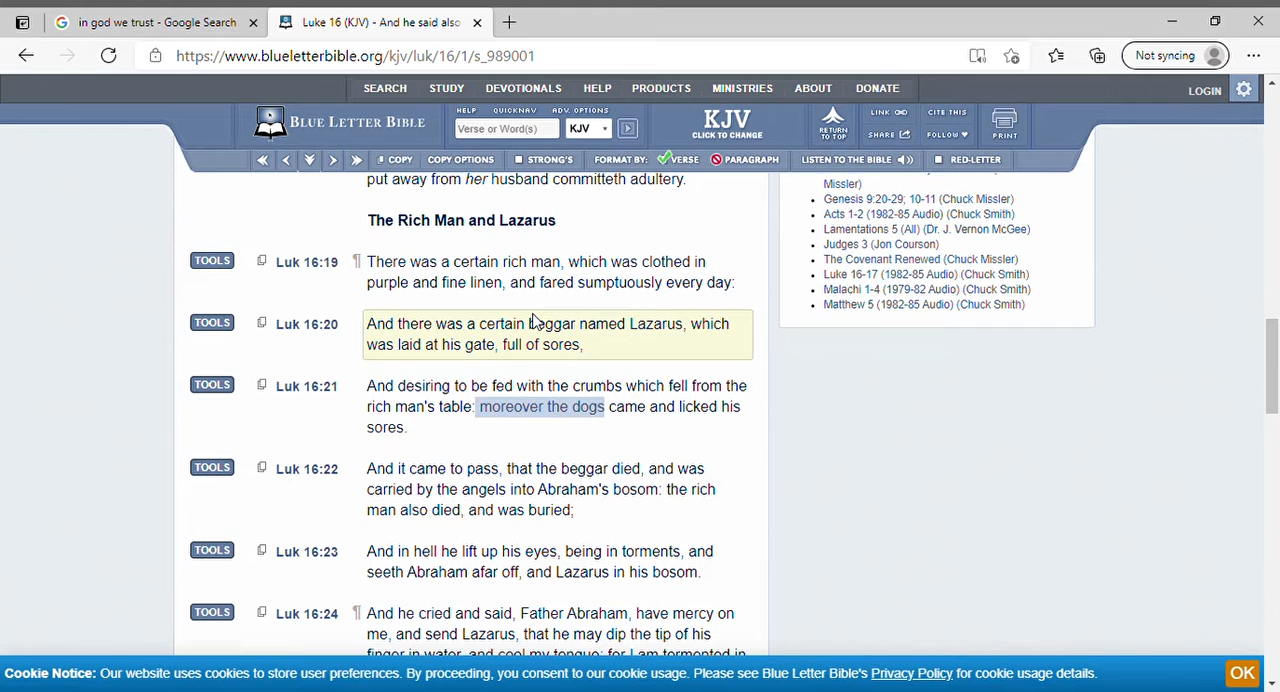 in god we trust - Google Search
Luke 16 (KJV) - And he said also
https://www.blueletterbible.org/kjv/luk/16/1/s_989001
Not syncing
SEARCH STUDY DEVOTIONALS HELP PRODUCTS MINISTRIES ABOUT DONATE
LOGIN
BLUE LETTER BIBLE
HELP QUICKNAV ADV. OPTIONS
Verse or Word(s) KJV
KJV
CLICK TO CHANGE
RETURN
TO TOP
LINK CITE THIS
SHARE FOLLOW
PRINT
COPY COPY OPTIONS STRONG'S FORMAT BY: VERSE PARAGRAPH LISTEN TO THE BIBLE RED-LETTER
put away from her husband committeth adultery.
The Rich Man and Lazarus
TOOLS Luk 16:19 ¶ There was a certain rich man, which was clothed in
purple and fine linen, and fared sumptuously every day:
TOOLS Luk 16:20 And there was a certain beggar named Lazarus, which
was laid at his gate, full of sores,
TOOLS Luk 16:21 And desiring to be fed with the crumbs which fell from the
rich man's table: moreover the dogs came and licked his
sores.
TOOLS Luk 16:22 And it came to pass, that the beggar died, and was
carried by the angels into Abraham's bosom: the rich
man also died, and was buried;
TOOLS Luk 16:23 And in hell he lift up his eyes, being in torments, and
seeth Abraham afar off, and Lazarus in his bosom.
TOOLS Luk 16:24 ¶ And he cried and said, Father Abraham, have mercy on
me, and send Lazarus, that he may dip the tip of his
finger in water, and cool my tongue; for I am tormented in
Missler)
Genesis 9:20-29; 10-11 (Chuck Missler)
Acts 1-2 (1982-85 Audio) (Chuck Smith)
Lamentations 5 (All) (Dr. J. Vernon McGee)
Judges 3 (Jon Courson)
The Covenant Renewed (Chuck Missler)
Luke 16-17 (1982-85 Audio) (Chuck Smith)
Malachi 1-4 (1979-82 Audio) (Chuck Smith)
Matthew 5 (1982-85 Audio) (Chuck Smith)
Cookie Notice: Our website uses cookies to store user preferences. By proceeding, you consent to our cookie usage. Please see Blue Letter Bible's Privacy Policy for cookie usage details.
OK